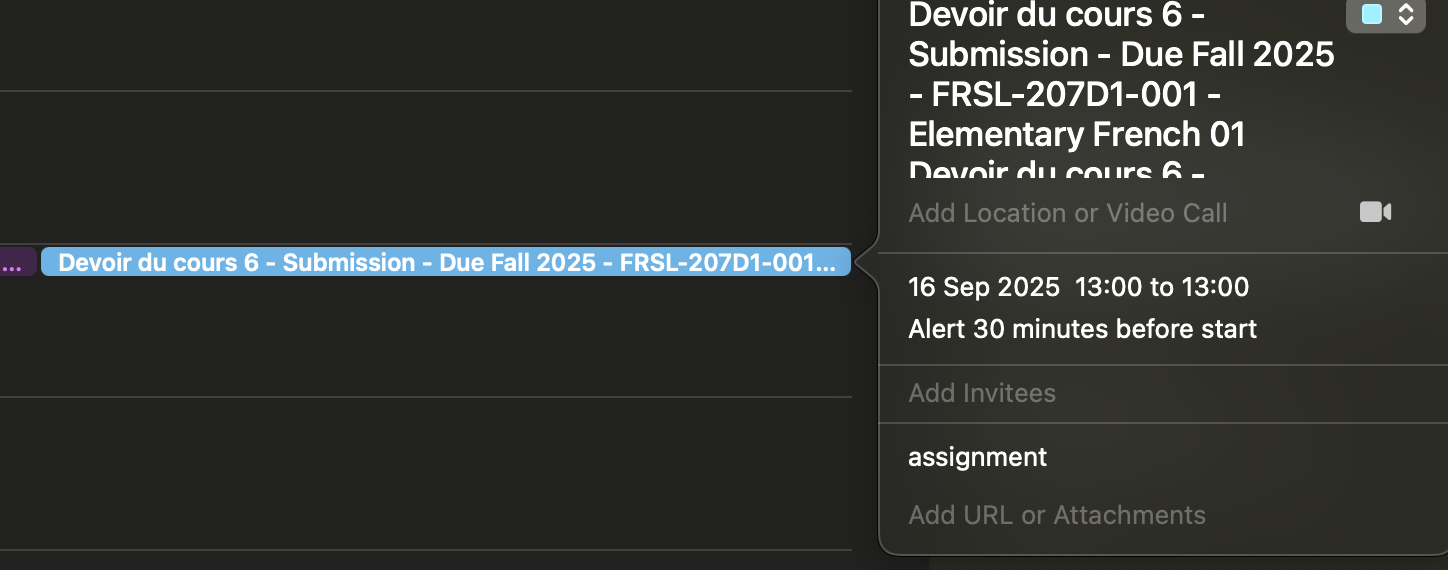 Devoir du cours 6 -
Submission - Due Fall 2025
- FRSL-207D1-001 -
Elementary French 01
Devoir du cours 6 -
Add Location or Video Call
... Devoir du cours 6 - Submission - Due Fall 2025 - FRSL-207D1-001...
16 Sep 2025 13:00 to 13:00
Alert 30 minutes before start
Add Invitees
assignment
Add URL or Attachments